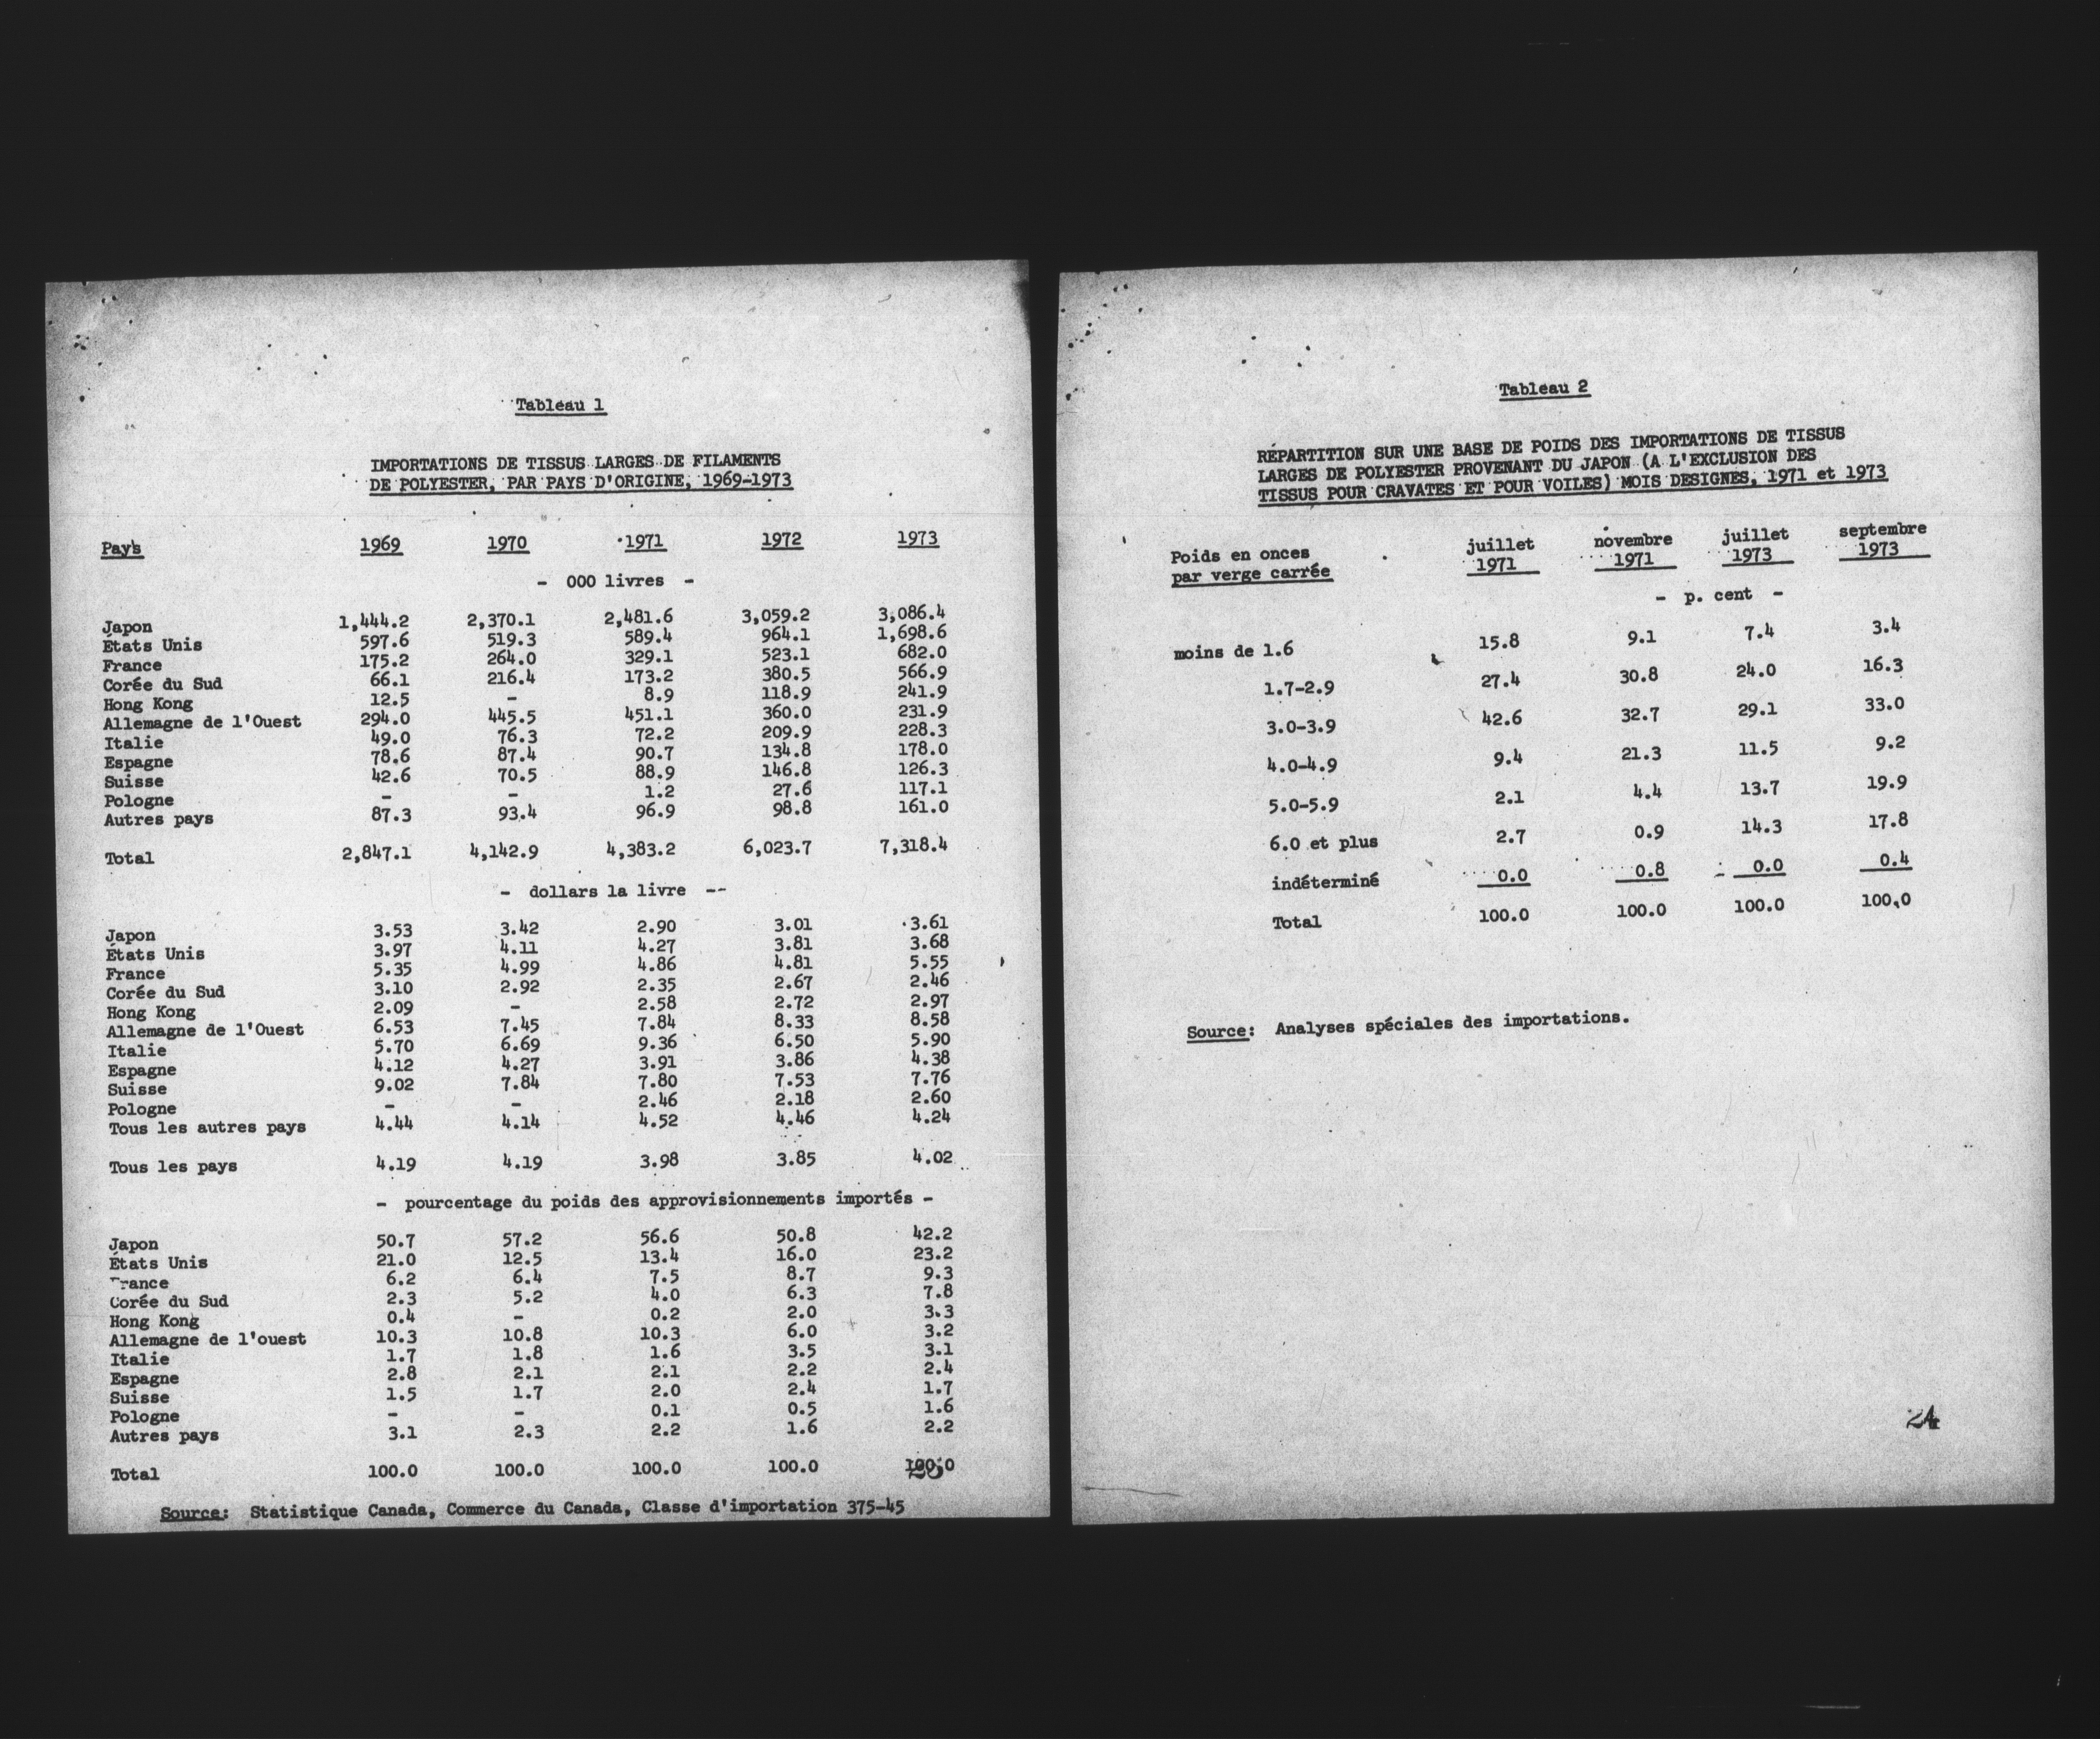 Tableau 1
IMPORTATIONS DE TISSUS LARGES DE FILAMENTS
DE POLYESTER, PAR PAYS D'ORIGINE, 1969-1973
Pays 1969 1970 1971 1972 1973
- 000 livres -
Japon 1,444.2 2,370.1 2,481.6 3,059.2 3,086.4
États Unis 597.6 519.3 589.4 964.1 1,698.6
France 175.2 264.0 329.1 523.1 682.0
Corée du Sud 66.1 216.4 173.2 380.5 566.9
Hong Kong 12.5 - 8.9 118.9 241.9
Allemagne de l'Ouest 294.0 445.5 451.1 360.0 231.9
Italie 49.0 76.3 72.2 209.9 228.3
Espagne 78.6 87.4 90.7 134.8 178.0
Suisse 42.6 70.5 88.9 146.8 126.3
Pologne - - 1.2 27.6 117.1
Autres pays 87.3 93.4 96.9 98.8 161.0
Total 2,847.1 4,142.9 4,383.2 6,023.7 7,318.4
- dollars la livre --
Japon 3.53 3.42 2.90 3.01 3.61
États Unis 3.97 4.11 4.27 3.81 3.68
France 5.35 4.99 4.86 4.81 5.55
Corée du Sud 3.10 2.92 2.35 2.67 2.46
Hong Kong 2.09 - 2.58 2.72 2.97
Allemagne de l'Ouest 6.53 7.45 7.84 8.33 8.58
Italie 5.70 6.69 9.36 6.50 5.90
Espagne 4.12 4.27 3.91 3.86 4.38
Suisse 9.02 7.84 7.80 7.53 7.76
Pologne - - 2.46 2.18 2.60
Tous les autres pays 4.44 4.14 4.52 4.46 4.24
Tous les pays 4.19 4.19 3.98 3.85 4.02
- pourcentage du poids des approvisionnements importés -
Japon 50.7 57.2 56.6 50.8 42.2
États Unis 21.0 12.5 13.4 16.0 23.2
France 6.2 6.4 7.5 8.7 9.3
Corée du Sud 2.3 5.2 4.0 6.3 7.8
Hong Kong 0.4 - 0.2 2.0 3.3
Allemagne de l'ouest 10.3 10.8 10.3 6.0 3.2
Italie 1.7 1.8 1.6 3.5 3.1
Espagne 2.8 2.1 2.1 2.2 2.4
Suisse 1.5 1.7 2.0 2.4 1.7
Pologne - - 0.1 0.5 1.6
Autres pays 3.1 2.3 2.2 1.6 2.2
Total 100.0 100.0 100.0 100.0 100.0
Source: Statistique Canada, Commerce du Canada, Classe d'importation 375-45
Tableau 2
RÉPARTITION SUR UNE BASE DE POIDS DES IMPORTATIONS DE TISSUS
LARGES DE POLYESTER PROVENANT DU JAPON (A L'EXCLUSION DES
TISSUS POUR CRAVATES ET POUR VOILES) MOIS DESIGNES, 1971 et 1973
Poids en onces juillet novembre juillet septembre
par verge carrée 1971 1971 1973 1973
- p. cent -
moins de 1.6 15.8 9.1 7.4 3.4
1.7-2.9 27.4 30.8 24.0 16.3
3.0-3.9 42.6 32.7 29.1 33.0
4.0-4.9 9.4 21.3 11.5 9.2
5.0-5.9 2.1 4.4 13.7 19.9
6.0 et plus 2.7 0.9 14.3 17.8
indéterminé 0.0 0.8 0.0 0.4
Total 100.0 100.0 100.0 100.0
Source: Analyses spéciales des importations.
24